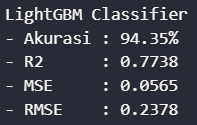 LightGBM Classifier
- Akurasi : 94.35%
- R2      : 0.7738
- MSE     : 0.0565
- RMSE    : 0.2378